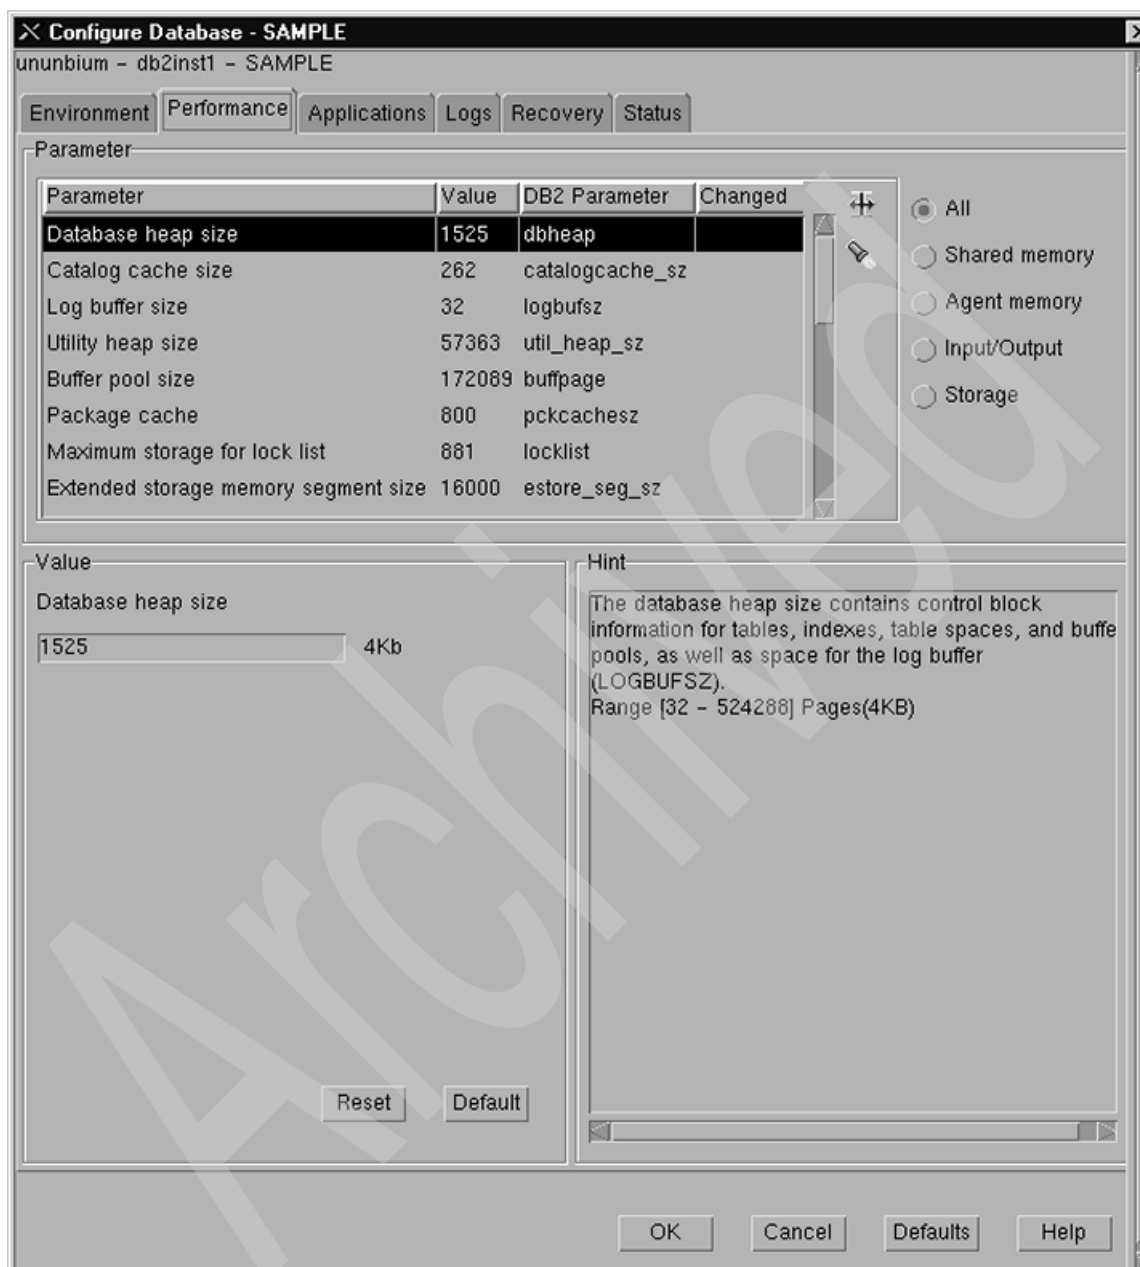 Configure Database - SAMPLE
ununbium - db2inst1 - SAMPLE
Environment Performance Applications Logs Recovery Status
Parameter
Parameter Value DB2 Parameter Changed
Database heap size 1525 dbheap
Catalog cache size 262 catalogcache_sz
Log buffer size 32 logbufsz
Utility heap size 57363 util_heap_sz
Buffer pool size 172089 buffpage
Package cache 800 pckcachesz
Maximum storage for lock list 881 locklist
Extended storage memory segment size 16000 estore_seg_sz
All
Shared memory
Agent memory
Input/Output
Storage
Value
Database heap size
1525 4Kb
Reset Default
Hint
The database heap size contains control block
information for tables, indexes, table spaces, and buffe
pools, as well as space for the log buffer
(LOGBUFSZ).
Range [32 - 524288] Pages(4KB)
OK Cancel Defaults Help
Archived